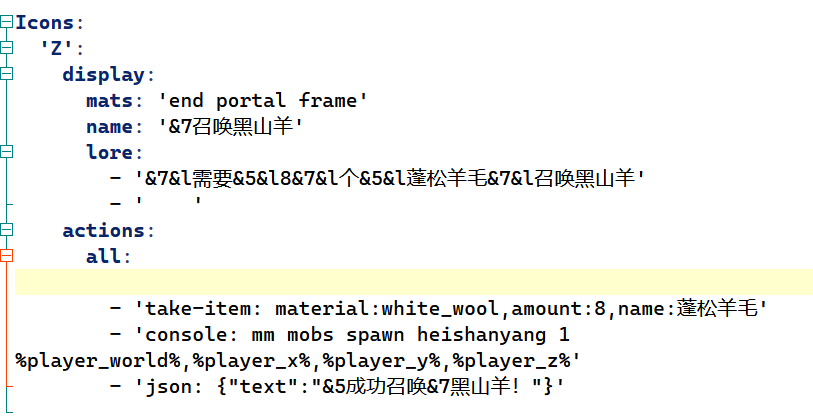 Icons:
  'Z':
    display:
      mats: 'end portal frame'
      name: '&7召唤黑山羊'
      lore:
        - '&7&l需要&5&l8&7&l个&5&l蓬松羊毛&7&l召唤黑山羊'
        - '    '
    actions:
      all:
        - 'take-item: material:white_wool,amount:8,name:蓬松羊毛'
        - 'console: mm mobs spawn heishanyang 1
%player_world%,%player_x%,%player_y%,%player_z%'
        - 'json: {"text":"&5成功召唤&7黑山羊！"}'